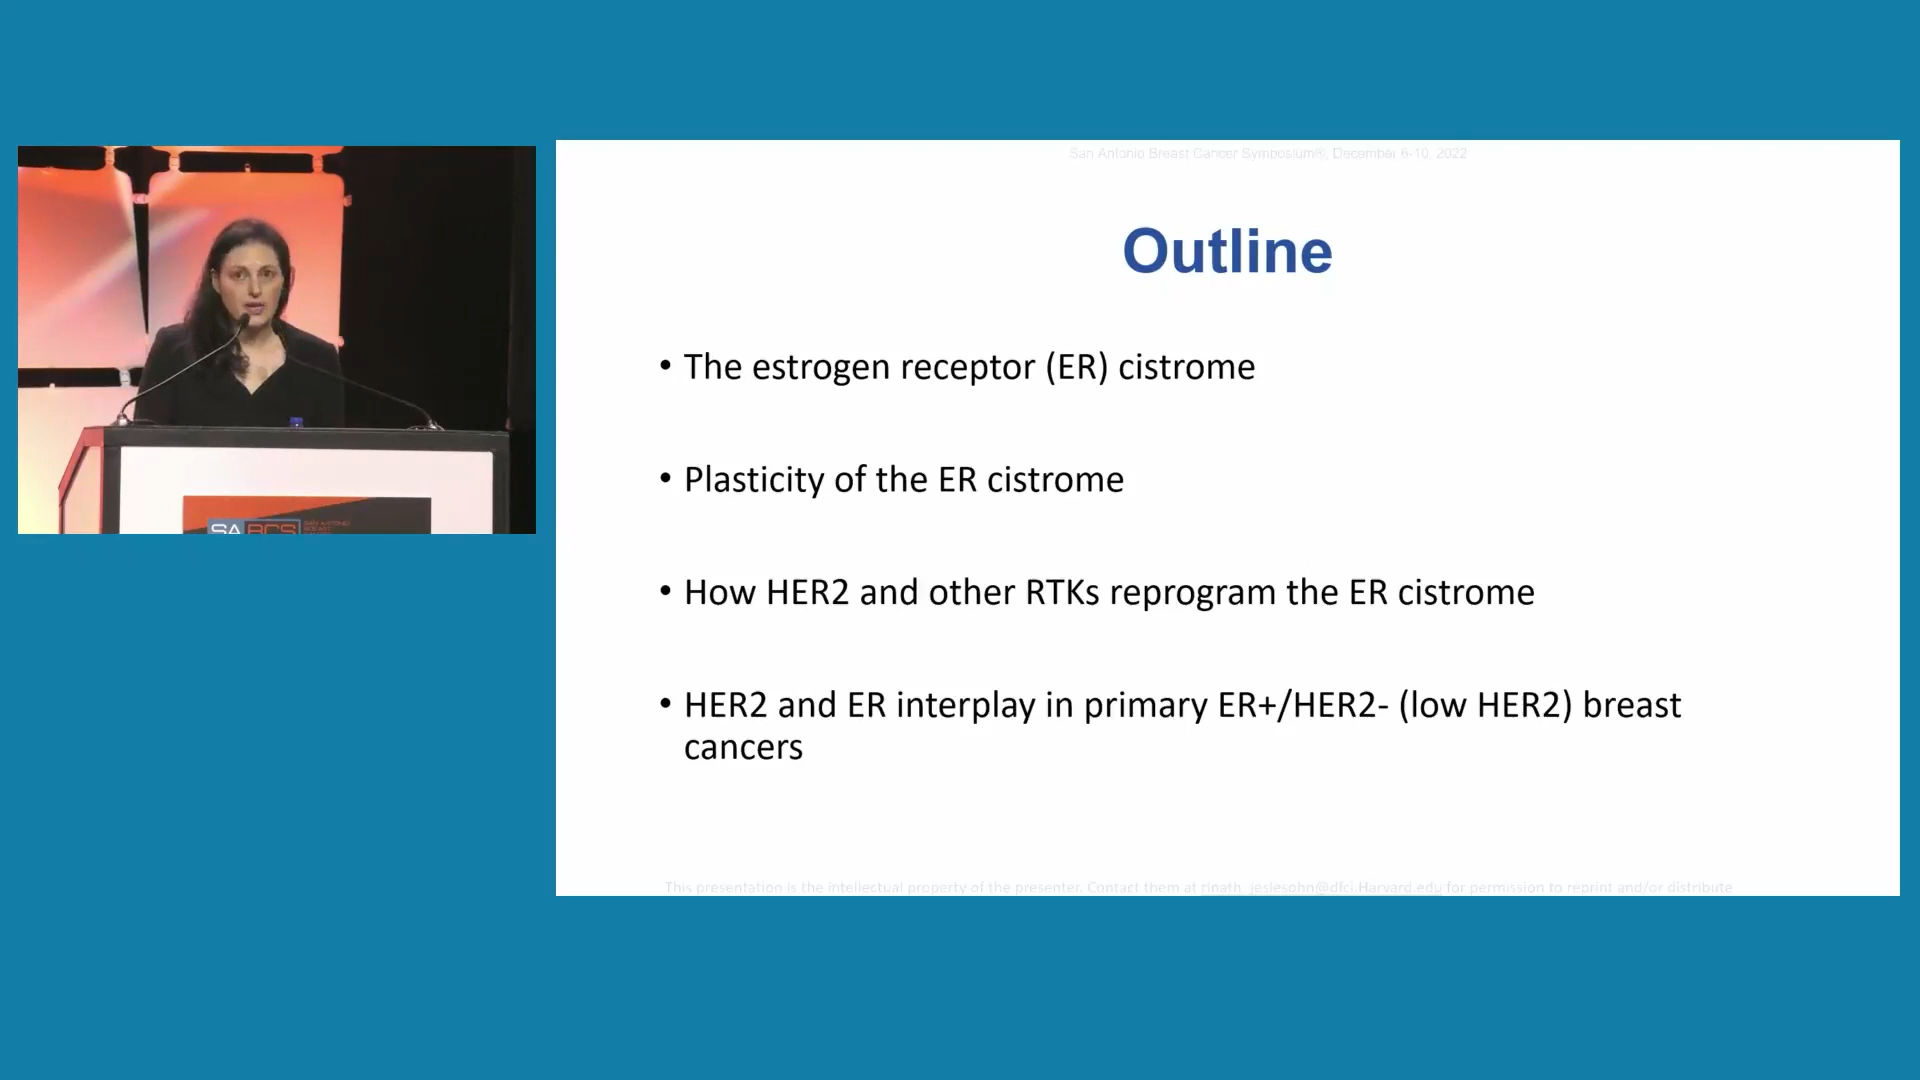 San Antonio Breast Cancer Symposium®, December 6-10, 2022
Outline
• The estrogen receptor (ER) cistrome
• Plasticity of the ER cistrome
• How HER2 and other RTKs reprogram the ER cistrome
• HER2 and ER interplay in primary ER+/HER2- (low HER2) breast
cancers
SA BCS
This presentation is the intellectual property of the presenter. Contact them at rinath_jeslesohn@dfci.Harvard.edu for permission to reprint and/or distribute